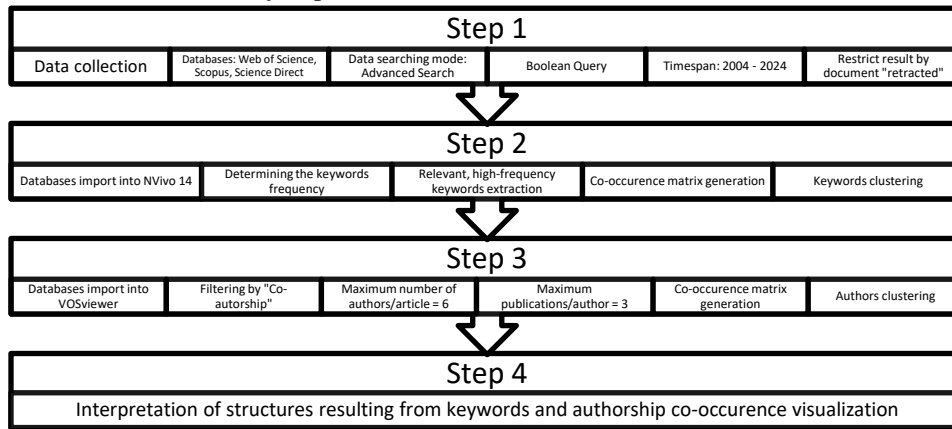 Step 1
Data collection
Databases: Web of Science,
Scopus, Science Direct
Data searching mode:
Advanced Search
Boolean Query
Timespan: 2004 - 2024
Restrict result by
document "retracted"
Step 2
Databases import into NVivo 14
Determining the keywords
frequency
Relevant, high-frequency
keywords extraction
Co-occurence matrix generation
Keywords clustering
Step 3
Databases import into
VOSviewer
Filtering by "Co-
autorship"
Maximum number of
authors/article = 6
Maximum
publications/author = 3
Co-occurence matrix
generation
Authors clustering
Step 4
Interpretation of structures resulting from keywords and authorship co-occurence visualization